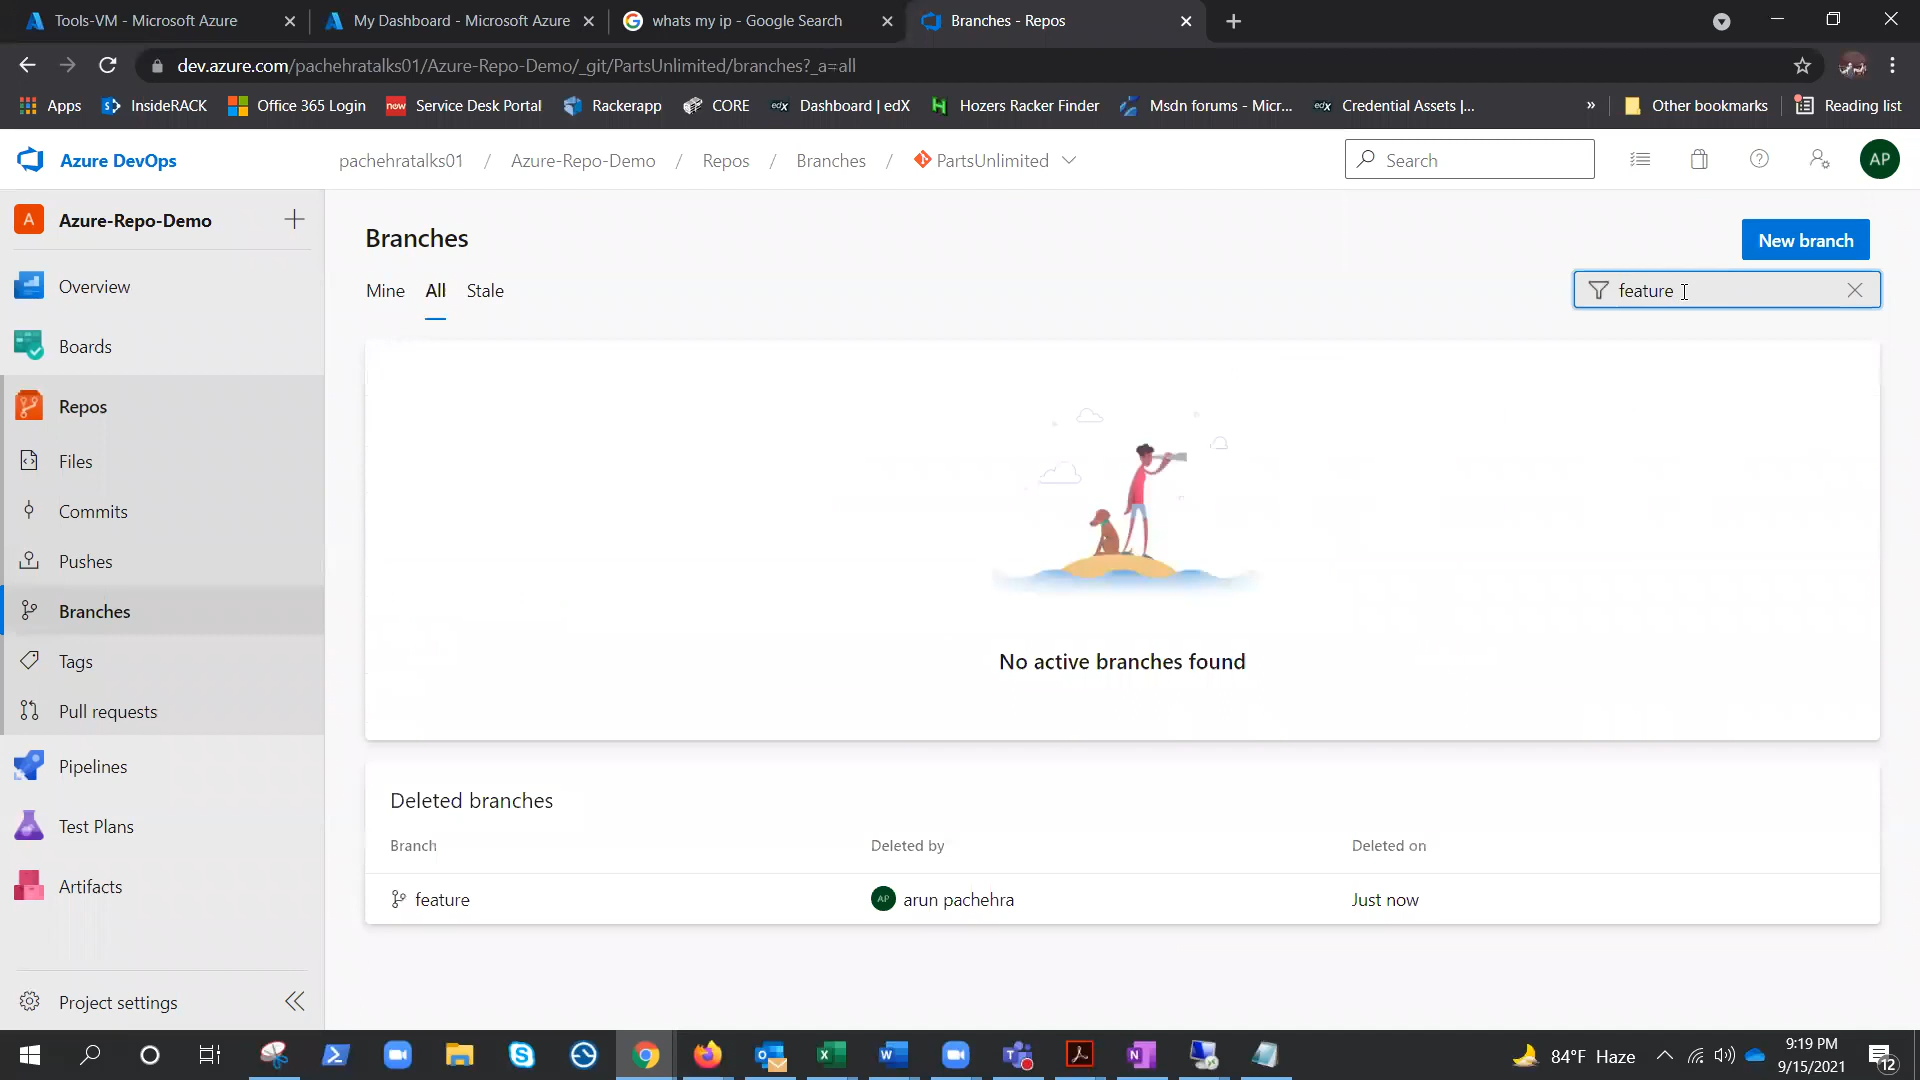 Tools-VM - Microsoft Azure
My Dashboard - Microsoft Azure
whats my ip - Google Search
Branches - Repos
dev.azure.com/pachehratalks01/Azure-Repo-Demo/_git/PartsUnlimited/branches?_a=all
Apps
InsideRACK
Office 365 Login
new
Service Desk Portal
Rackerapp
CORE
edX
Dashboard | edX
Hozers Racker Finder
Msdn forums - Micr...
edX
Credential Assets |...
»
Other bookmarks
Reading list
Azure DevOps
pachehratalks01 / Azure-Repo-Demo / Repos / Branches / PartsUnlimited
Search
AP
A
Azure-Repo-Demo
Overview
Boards
Repos
Files
Commits
Pushes
Branches
Tags
Pull requests
Pipelines
Test Plans
Artifacts
Project settings
Branches
New branch
Mine
All
Stale
feature
No active branches found
Deleted branches
Branch
Deleted by
Deleted on
feature
AP
arun pachehra
Just now
84°F Haze
9:19 PM
9/15/2021
12